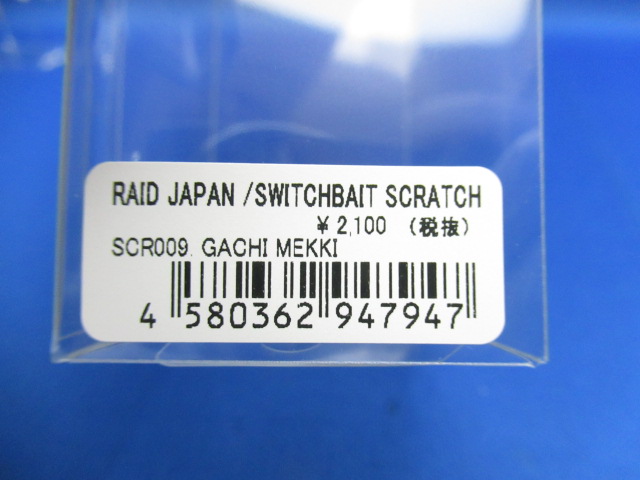 RAID JAPAN /SWITCHBAIT SCRATCH
¥ 2,100 (税抜)
SCR009. GACHI MEKKI
4 580362 947947